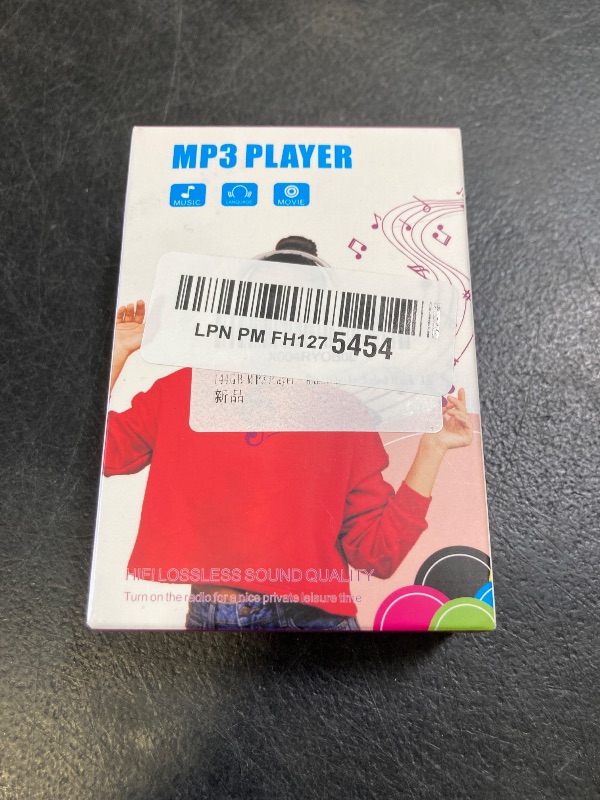 MP3 PLAYER
MUSIC LANGUAGE MOVIE
LPN PM FH127 5454
新品
HIFI LOSSLESS SOUND QUALITY
Turn on the radio for a nice private leisure time